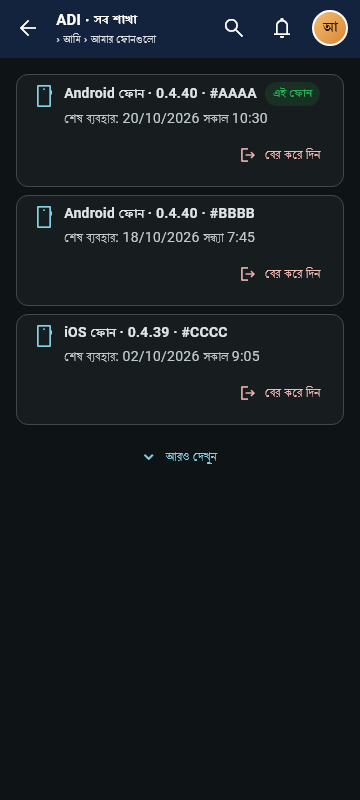 ADI · সব শাখা
› আমি › আমার ফোনগুলো
আ
Android ফোন · 0.4.40 · #AAAA
এই ফোন
শেষ ব্যবহার: 20/10/2026 সকাল 10:30
বের করে দিন
Android ফোন · 0.4.40 · #BBBB
শেষ ব্যবহার: 18/10/2026 সন্ধ্যা 7:45
বের করে দিন
iOS ফোন · 0.4.39 · #CCCC
শেষ ব্যবহার: 02/10/2026 সকাল 9:05
বের করে দিন
আরও দেখুন